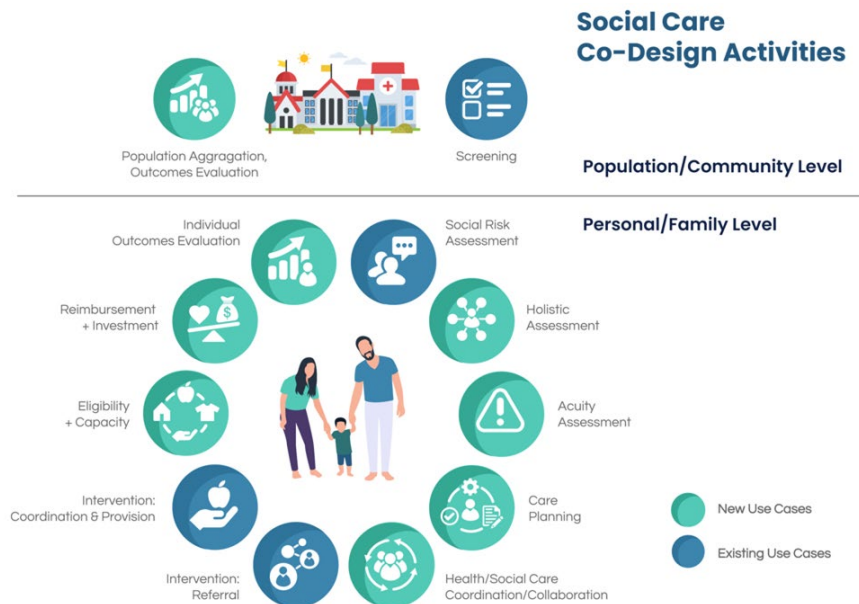 Social Care
Co-Design Activities
Population Aggragation,
Outcomes Evaluation
Screening
Population/Community Level
Personal/Family Level
Individual
Outcomes Evaluation
Social Risk
Assessment
Reimbursement
+ Investment
$
Holistic
Assessment
Eligibility
+ Capacity
Acuity
Assessment
Intervention:
Coordination & Provision
Care
Planning
Intervention:
Referral
Health/Social Care
Coordination/Collaboration
New Use Cases
Existing Use Cases